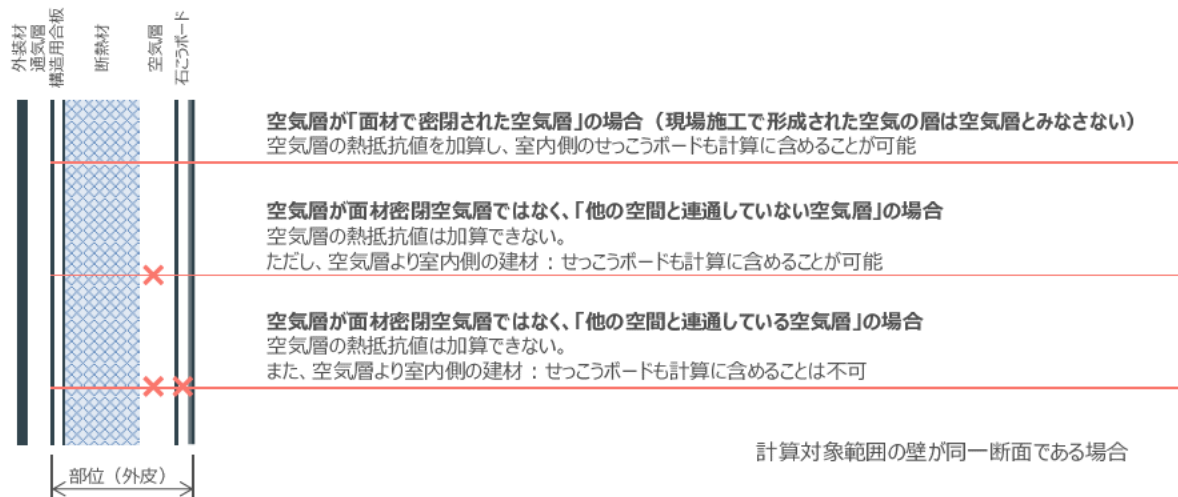 外装材
通気層
構造用合板
断熱材
空気層
石こうボード
空気層が「面材で密閉された空気層」の場合（現場施工で形成された空気の層は空気層とみなさない）
空気層の熱抵抗値を加算し、室内側のせっこうボードも計算に含めることが可能
空気層が面材密閉空気層ではなく、「他の空間と連通していない空気層」の場合
空気層の熱抵抗値は加算できない。
ただし、空気層より室内側の建材：せっこうボードも計算に含めることが可能
空気層が面材密閉空気層ではなく、「他の空間と連通している空気層」の場合
空気層の熱抵抗値は加算できない。
また、空気層より室内側の建材：せっこうボードも計算に含めることは不可
計算対象範囲の壁が同一断面である場合
部位（外皮）